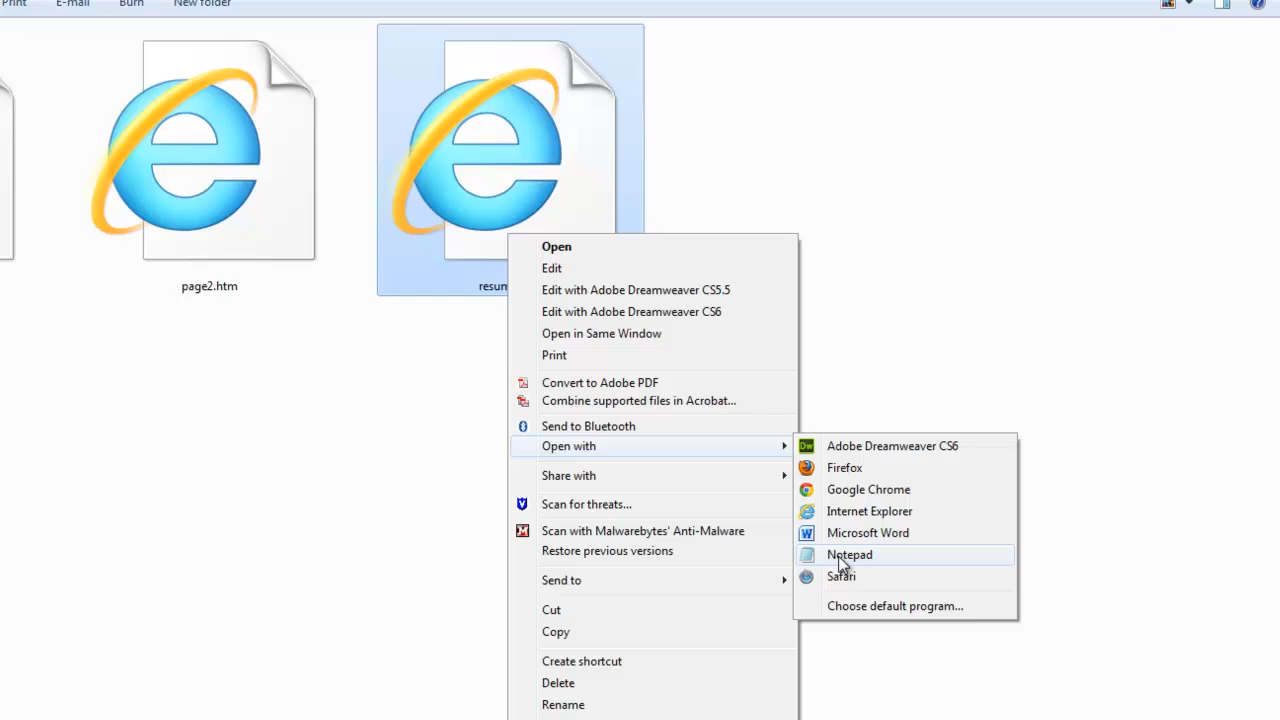 Print E-mail Burn New folder
page2.htm
resum
Open
Edit
Edit with Adobe Dreamweaver CS5.5
Edit with Adobe Dreamweaver CS6
Open in Same Window
Print
Convert to Adobe PDF
Combine supported files in Acrobat...
Send to Bluetooth
Open with
Share with
Scan for threats...
Scan with Malwarebytes' Anti-Malware
Restore previous versions
Send to
Cut
Copy
Create shortcut
Delete
Rename
Dw Adobe Dreamweaver CS6
Firefox
Google Chrome
Internet Explorer
Microsoft Word
Notepad
Safari
Choose default program...